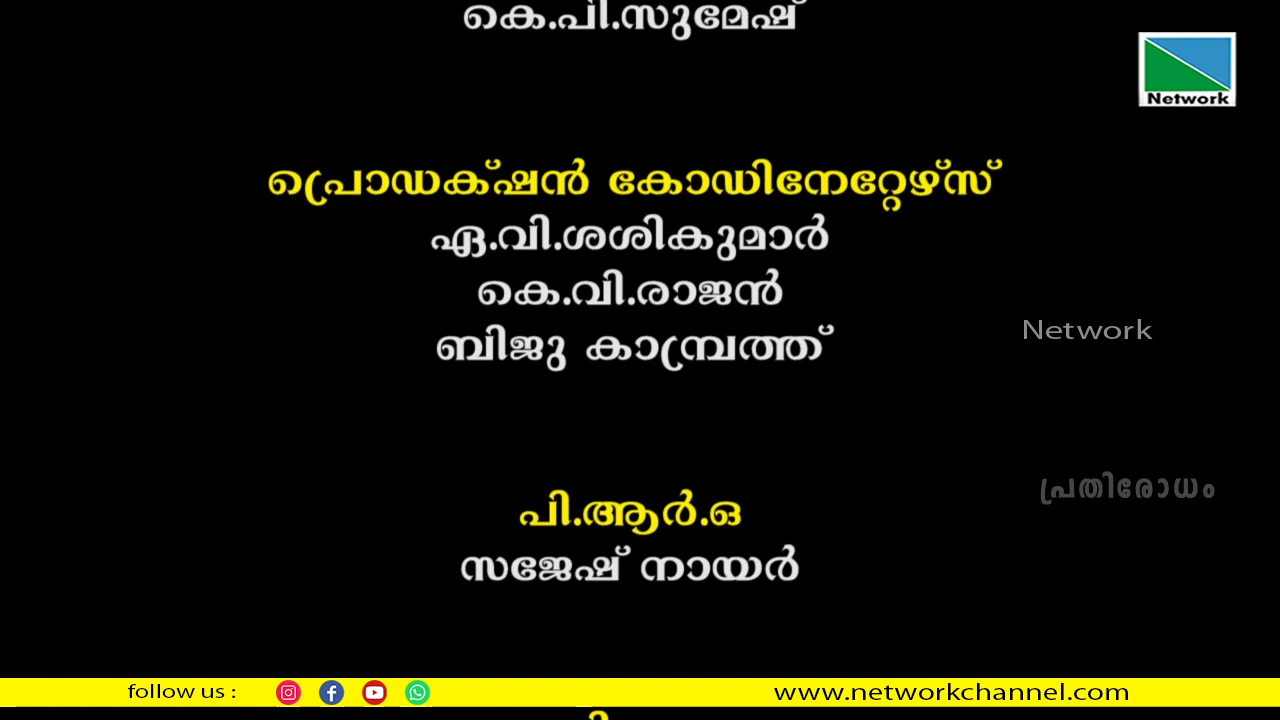 കെ.പി.സുമേഷ്
Network
പ്രൊഡക്ഷൻ കോഡിനേറ്റേഴ്സ്
ഏ.വി.ശശികുമാർ
കെ.വി.രാജൻ
Network
ബിജു കാമ്പ്രത്ത്
പ്രതിരോധം
പി.ആർ.ഒ
സജേഷ് നായർ
follow us :
www.networkchannel.com